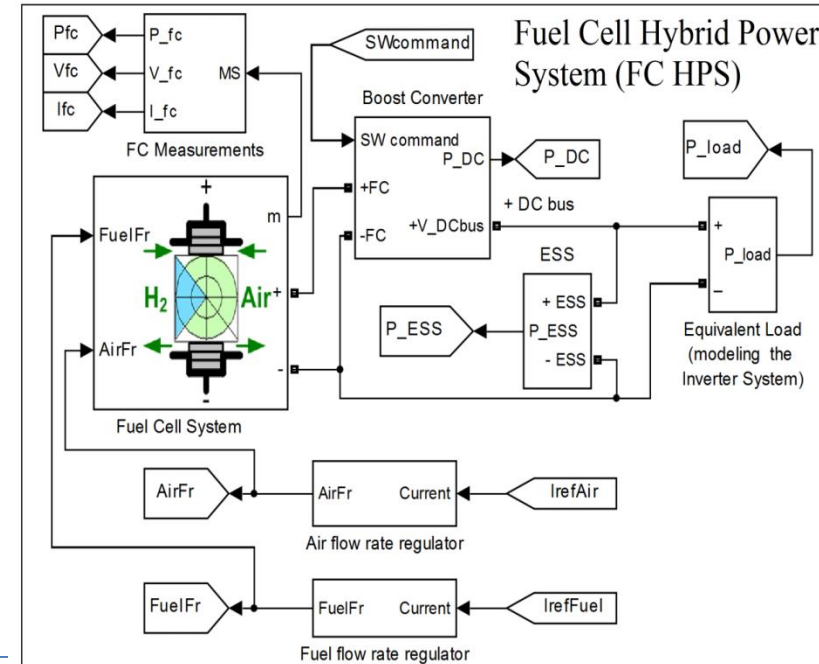 Fuel Cell Hybrid Power
System (FC HPS)
Pfc
Vfc
Ifc
P_fc
V_fc
I_fc
MS
FC Measurements
SWcommand
Boost Converter
SW command
P_DC
+FC
-FC
+V_DCbus
P_DC
+ DC bus
P_load
+
P_load
–
Equivalent Load
(modeling the
Inverter System)
ESS
+ ESS
P_ESS
- ESS
P_ESS
+
m
FuelFr
H2
Air
+
AirFr
-
-
Fuel Cell System
AirFr
AirFr
Current
IrefAir
Air flow rate regulator
FuelFr
FuelFr
Current
IrefFuel
Fuel flow rate regulator